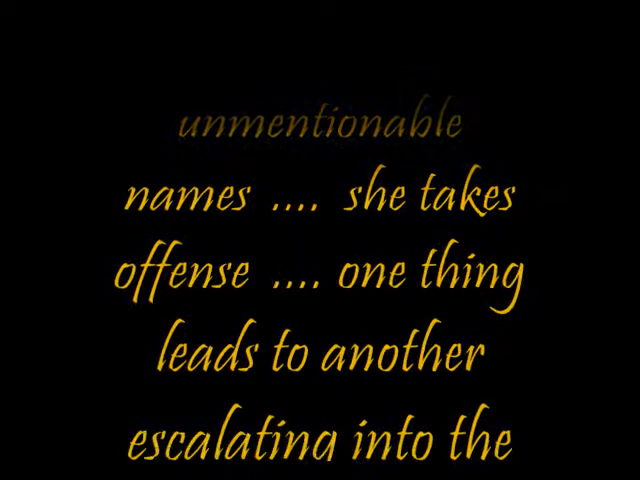 unmentionable
names .... she takes
offense .... one thing
leads to another
escalating into the